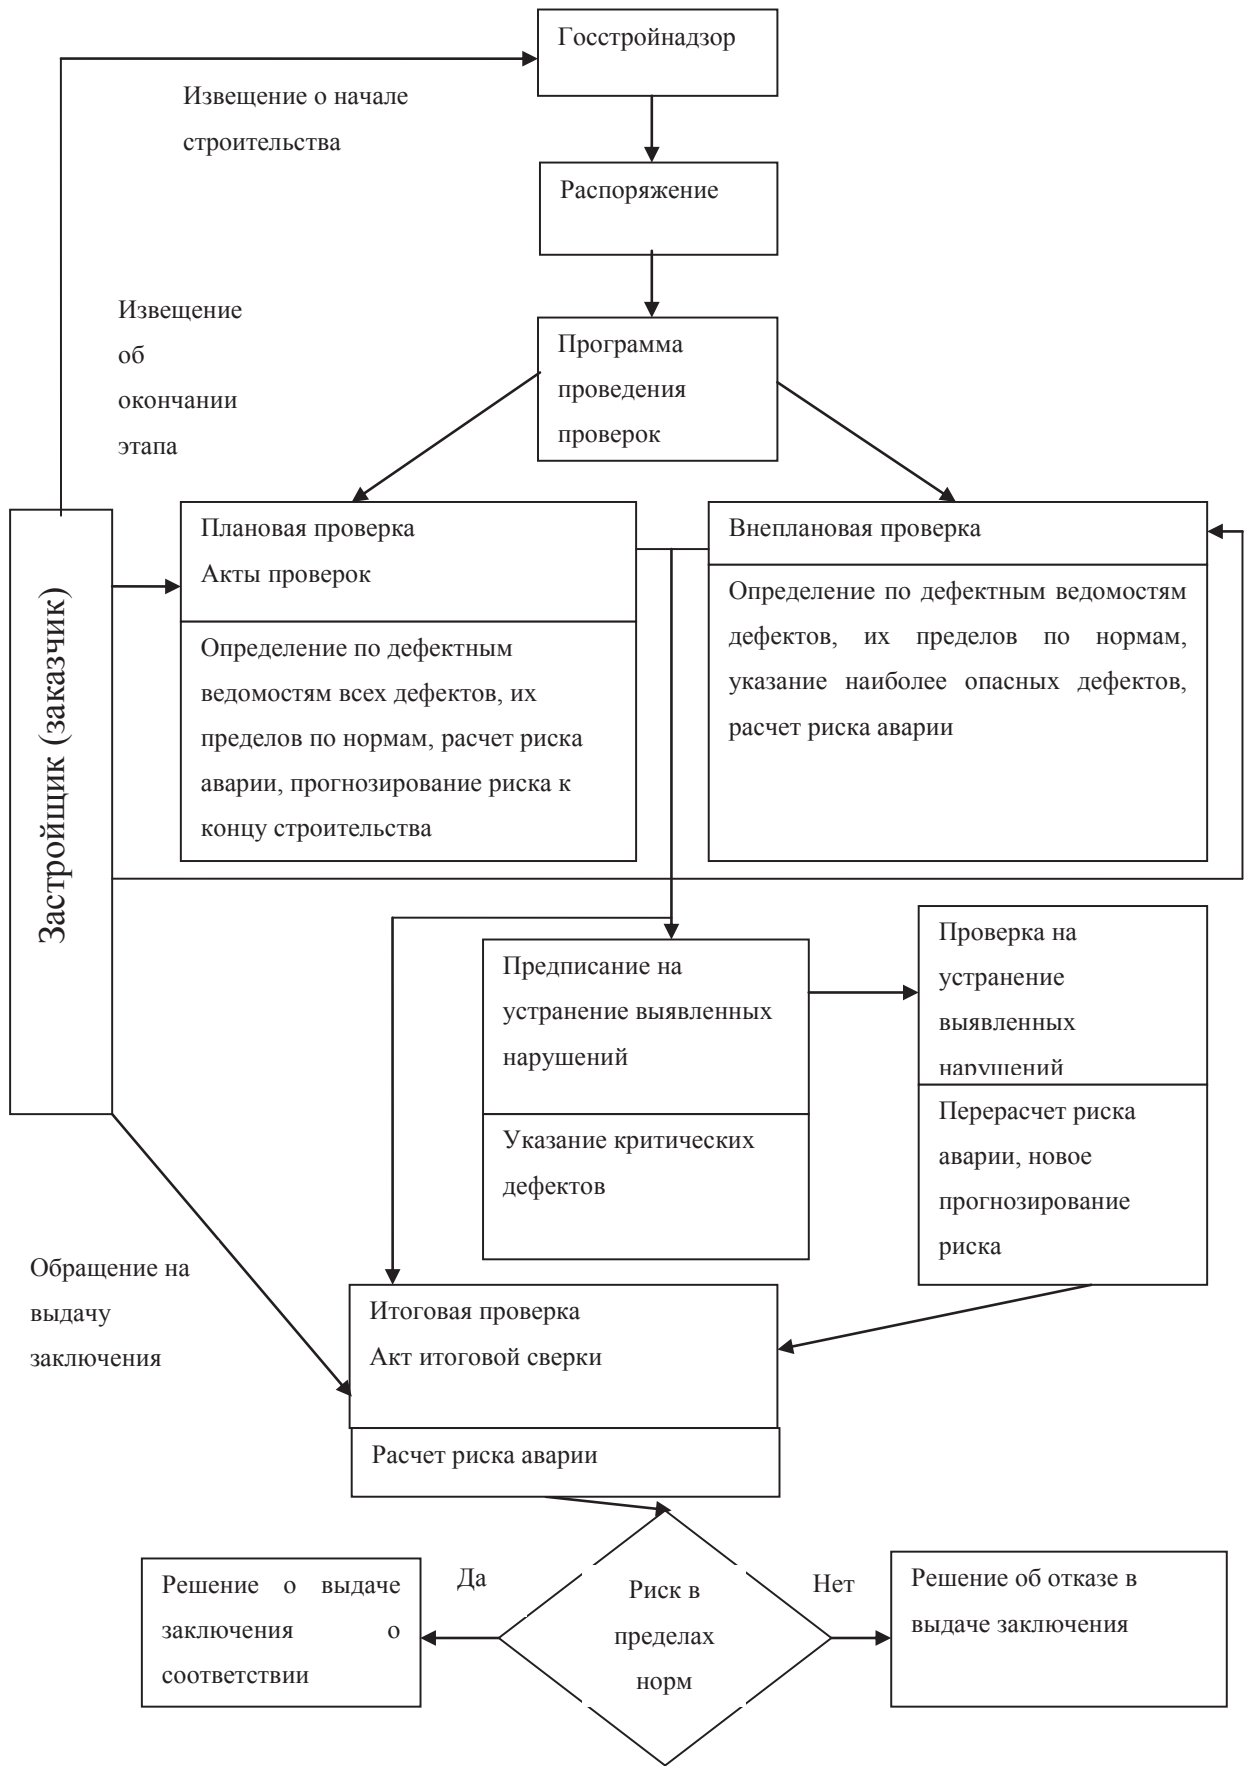 Госстройнадзор
Извещение о начале
строительства
Распоряжение
Извещение
об
окончании
этапа
Программа
проведения
проверок
Застройщик (заказчик)
Плановая проверка
Акты проверок
Определение по дефектным
ведомостям всех дефектов, их
пределов по нормам, расчет риска
аварии, прогнозирование риска к
концу строительства
Внеплановая проверка
Определение по дефектным ведомостям
дефектов, их пределов по нормам,
указание наиболее опасных дефектов,
расчет риска аварии
Предписание на
устранение выявленных
нарушений
Указание критических
дефектов
Проверка на
устранение
выявленных
нарушений
Перерасчет риска
аварии, новое
прогнозирование
риска
Обращение на
выдачу
заключения
Итоговая проверка
Акт итоговой сверки
Расчет риска аварии
Решение о выдаче
заключения о
соответствии
Да
Риск в
пределах
норм
Нет
Решение об отказе в
выдаче заключения